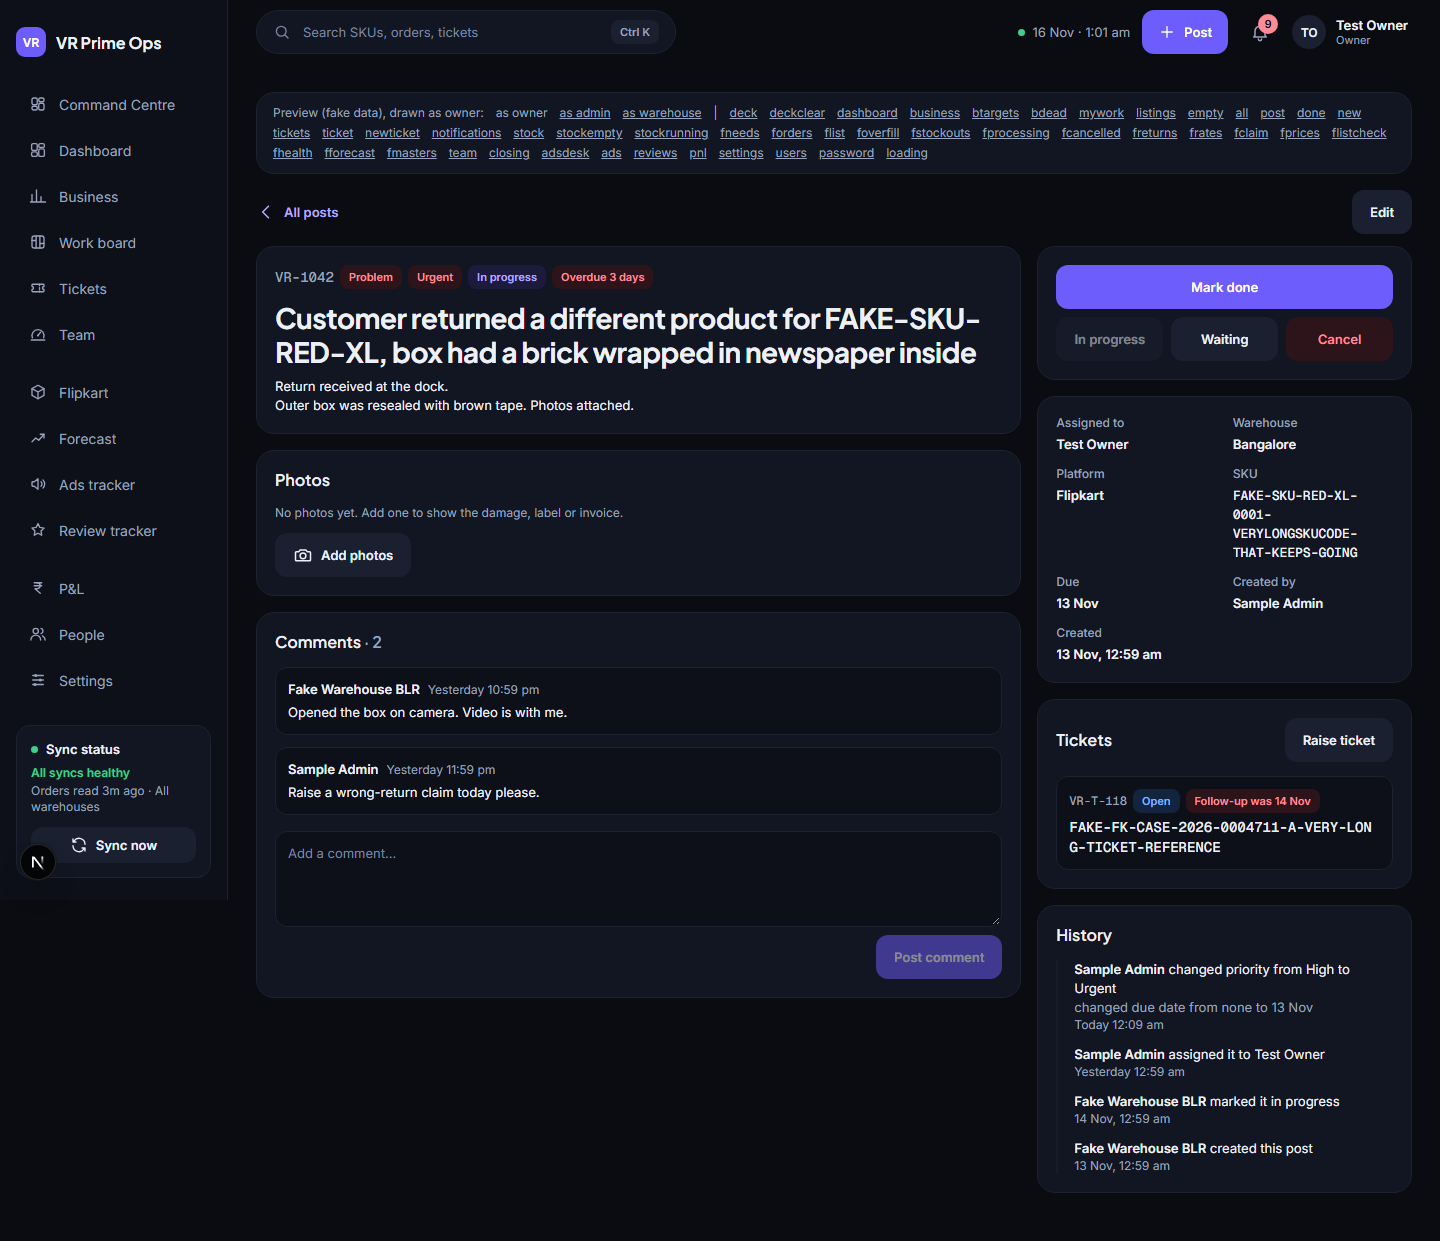 VR VR Prime Ops
Search SKUs, orders, tickets Ctrl K
16 Nov · 1:01 am
Post
9
TO Test Owner
Owner
Command Centre
Dashboard
Business
Work board
Tickets
Team
Flipkart
Forecast
Ads tracker
Review tracker
P&L
People
Settings
Sync status
All syncs healthy
Orders read 3m ago · All
warehouses
Sync now
N
Preview (fake data), drawn as owner: as owner as admin as warehouse | deck deckclear dashboard business btargets bdead mywork listings empty all post done new
tickets ticket newticket notifications stock stockempty stockrunning fneeds forders flist foverfill fstockouts fprocessing fcancelled freturns frates fclaim fprices flistcheck
fhealth fforecast fmasters team closing adsdesk ads reviews pnl settings users password loading
All posts
Edit
VR-1042 Problem Urgent In progress Overdue 3 days
Customer returned a different product for FAKE-SKU-
RED-XL, box had a brick wrapped in newspaper inside
Return received at the dock.
Outer box was resealed with brown tape. Photos attached.
Photos
No photos yet. Add one to show the damage, label or invoice.
Add photos
Comments · 2
Fake Warehouse BLR Yesterday 10:59 pm
Opened the box on camera. Video is with me.
Sample Admin Yesterday 11:59 pm
Raise a wrong-return claim today please.
Add a comment...
Post comment
Mark done
In progress Waiting Cancel
Assigned to Warehouse
Test Owner Bangalore
Platform SKU
Flipkart FAKE-SKU-RED-XL-
0001-
VERYLONGSKUCODE-
THAT-KEEPS-GOING
Due Created by
13 Nov Sample Admin
Created
13 Nov, 12:59 am
Tickets Raise ticket
VR-T-118 Open Follow-up was 14 Nov
FAKE-FK-CASE-2026-0004711-A-VERY-LON
G-TICKET-REFERENCE
History
Sample Admin changed priority from High to
Urgent
changed due date from none to 13 Nov
Today 12:09 am
Sample Admin assigned it to Test Owner
Yesterday 12:59 am
Fake Warehouse BLR marked it in progress
14 Nov, 12:59 am
Fake Warehouse BLR created this post
13 Nov, 12:59 am